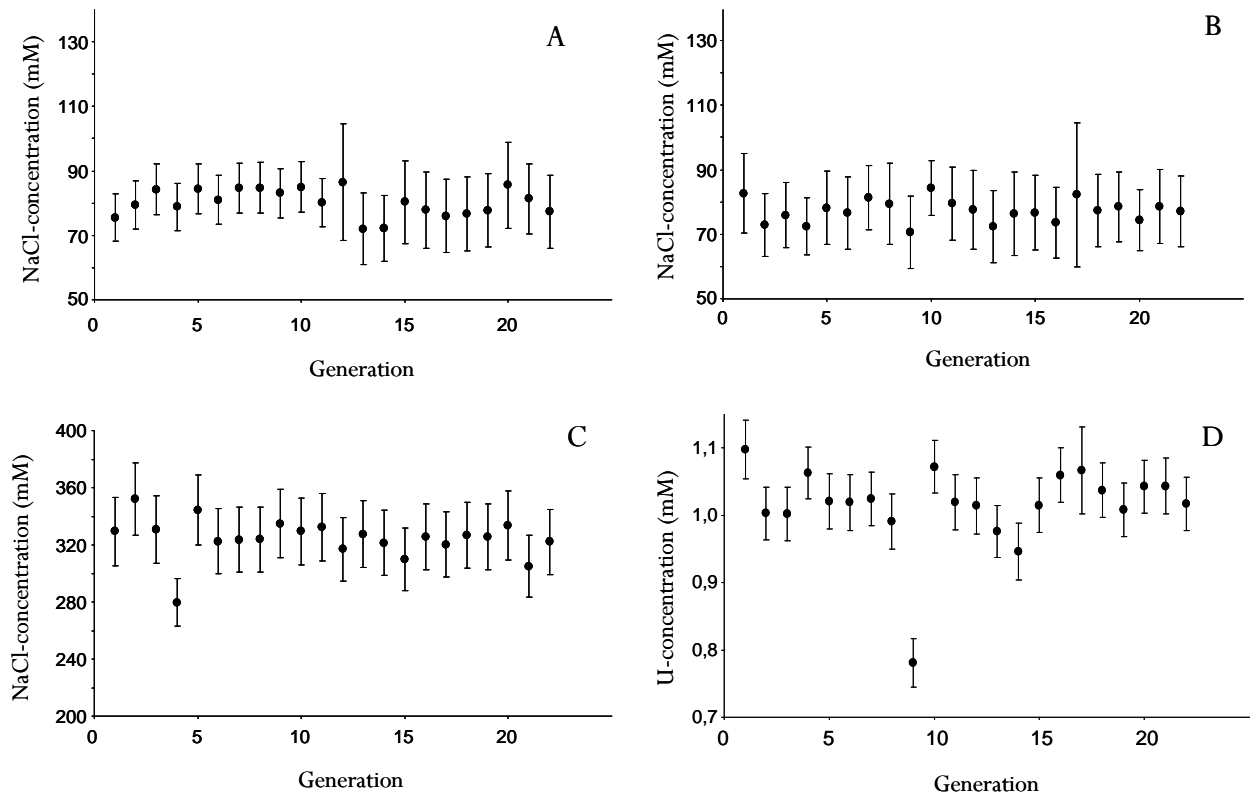 A
NaCl-concentration (mM)
130
110
90
70
50
0 5 10 15 20
Generation
B
NaCl-concentration (mM)
130
110
90
70
50
0 5 10 15 20
Generation
C
NaCl-concentration (mM)
400
360
320
280
240
200
0 5 10 15 20
Generation
D
U-concentration (mM)
1,1
1,0
0,9
0,8
0,7
0 5 10 15 20
Generation